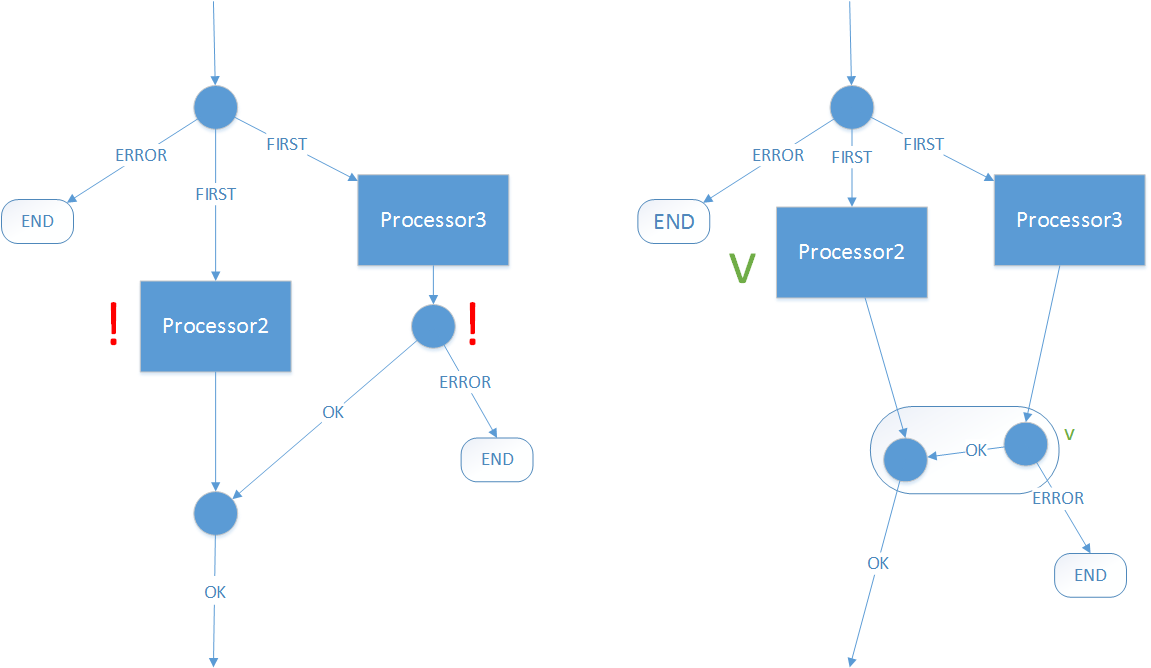 ERROR
FIRST
FIRST
END
Processor3
!
Processor2
!
ERROR
OK
END
OK
ERROR
FIRST
FIRST
END
Processor3
V
Processor2
v
OK
ERROR
OK
END